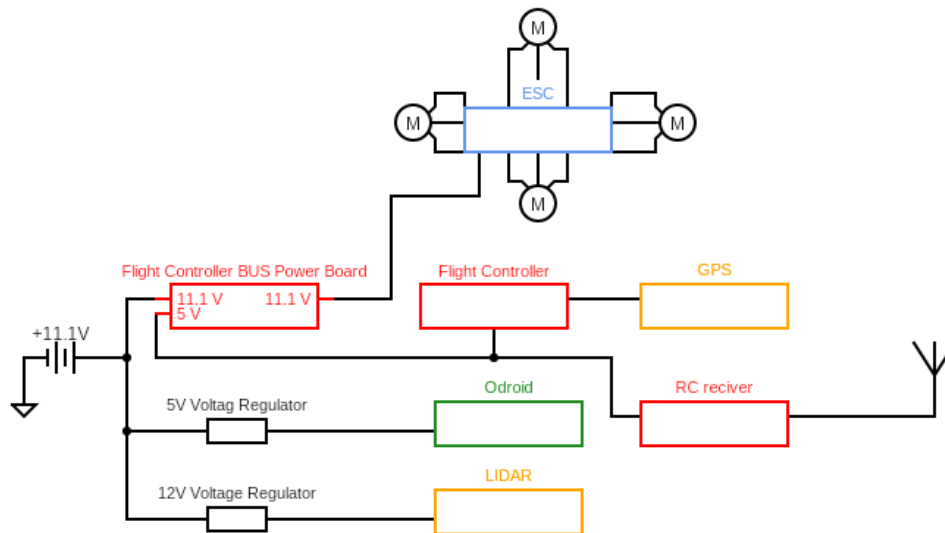 M
ESC
M
M
M
Flight Controller BUS Power Board
Flight Controller
GPS
11.1 V
11.1 V
5 V
+11.1V
Odroid
RC reciver
5V Voltag Regulator
LIDAR
12V Voltage Regulator